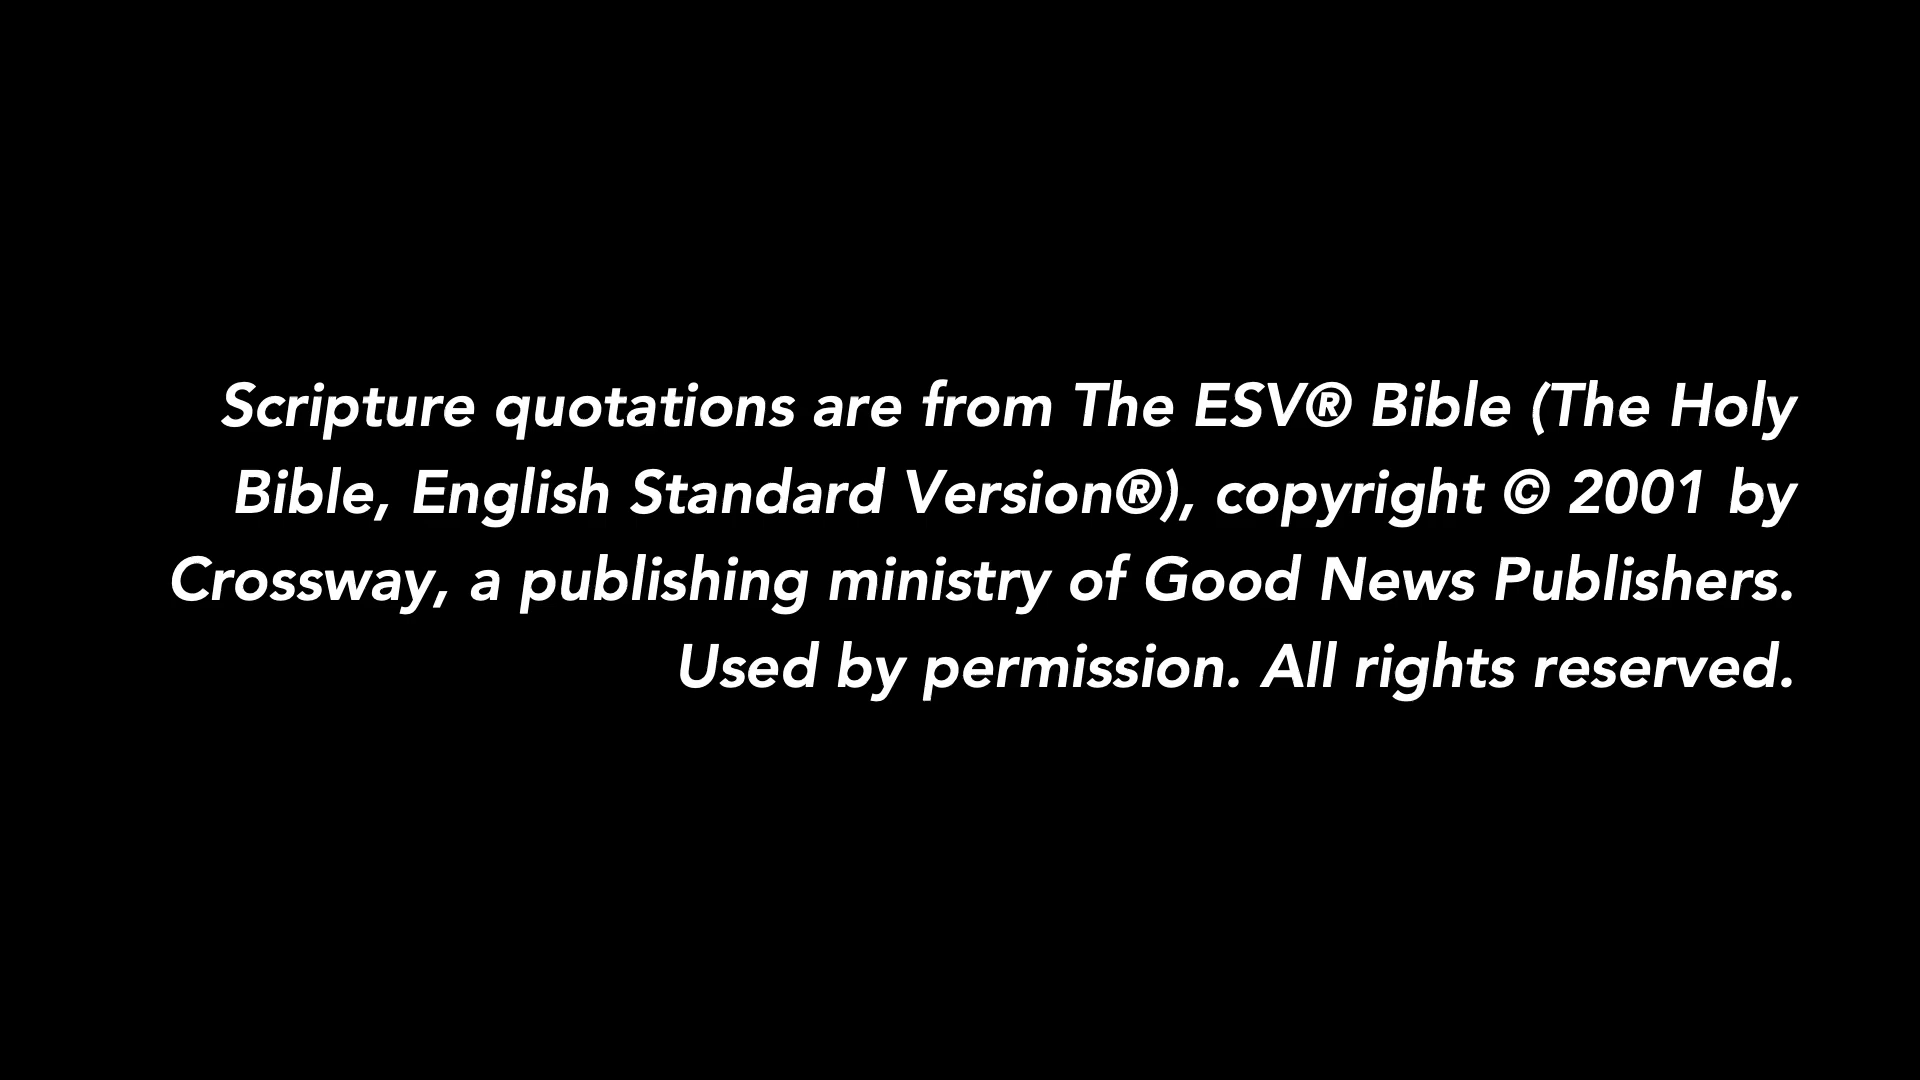 Scripture quotations are from The ESV® Bible (The Holy
Bible, English Standard Version®), copyright © 2001 by
Crossway, a publishing ministry of Good News Publishers.
Used by permission. All rights reserved.